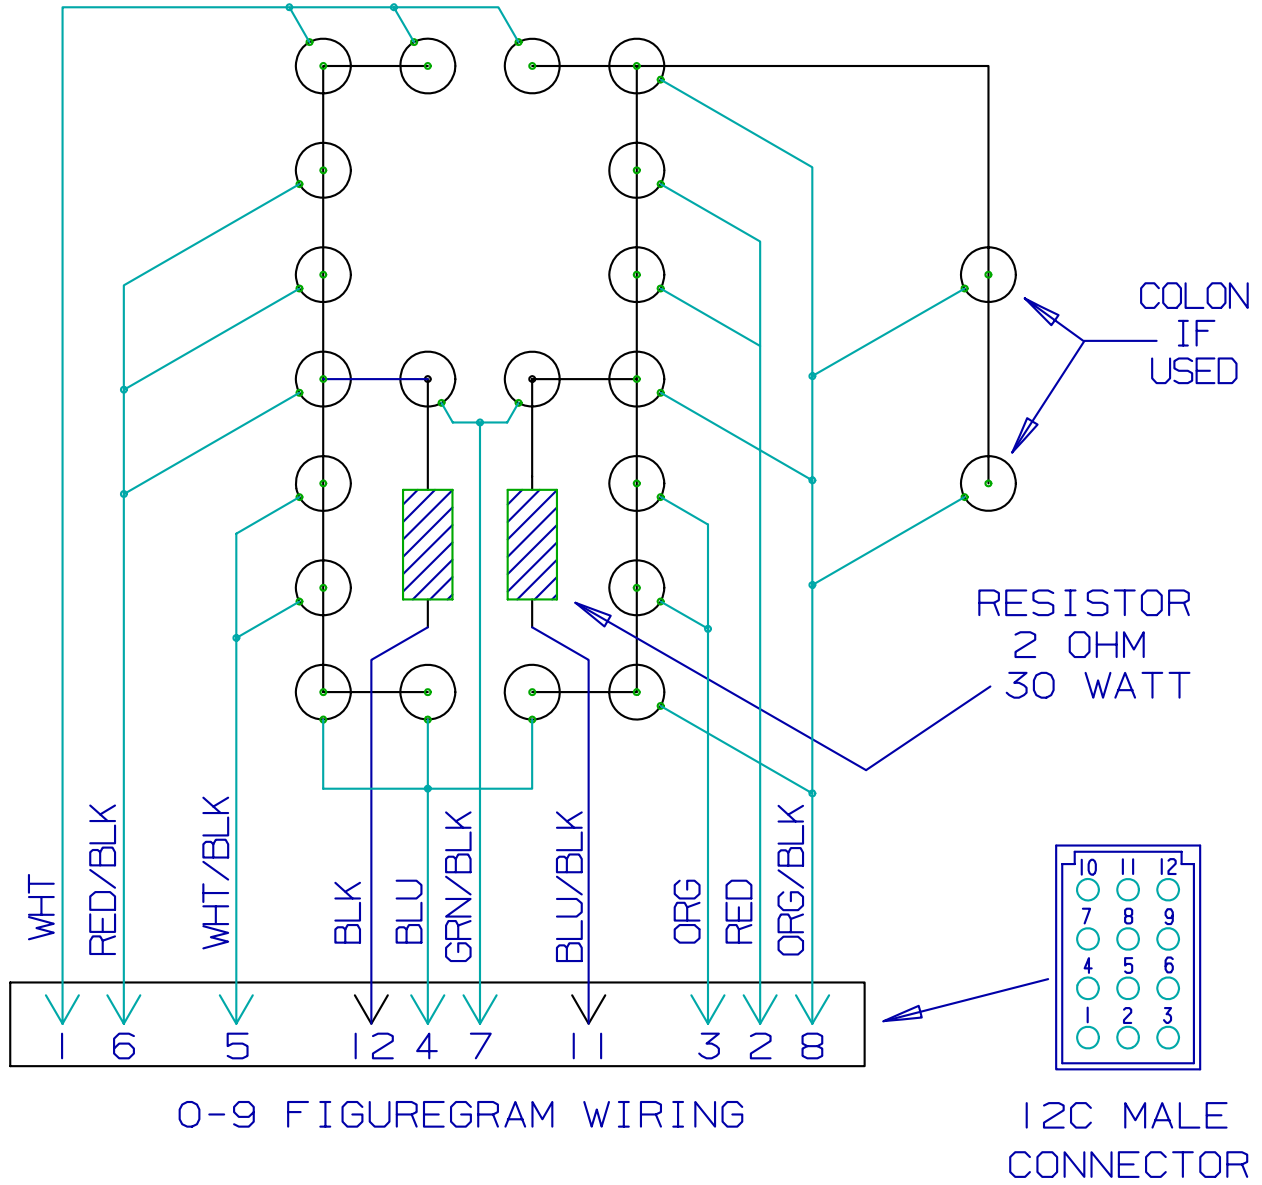 COLON
IF
USED
RESISTOR
2 OHM
30 WATT
WHT
RED/BLK
WHT/BLK
BLK
BLU
GRN/BLK
BLU/BLK
ORG
RED
ORG/BLK
10 11 12
7 8 9
4 5 6
1 2 3
1 6 5 12 4 7 11 3 2 8
0-9 FIGUREGRAM WIRING
12C MALE
CONNECTOR